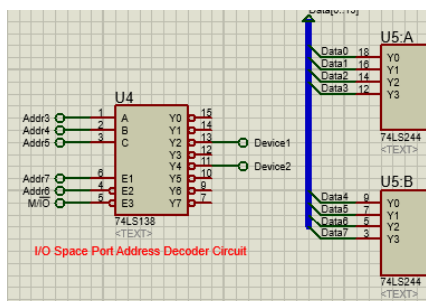 Data[0..15]
U4
Addr3 1 A Y0 15
Addr4 2 B Y1 14
Addr5 3 C Y2 13 Device1
Y3 12
Y4 11 Device2
Addr7 6 E1 Y5 10
Addr6 4 E2 Y6 9
M/IO 5 E3 Y7 7
74LS138
<TEXT>
I/O Space Port Address Decoder Circuit
U5:A
Data0 18 Y0
Data1 16 Y1
Data2 14 Y2
Data3 12 Y3
74LS244
<TEXT>
U5:B
Data4 9 Y0
Data5 7 Y1
Data6 5 Y2
Data7 3 Y3
74LS244
<TEXT>